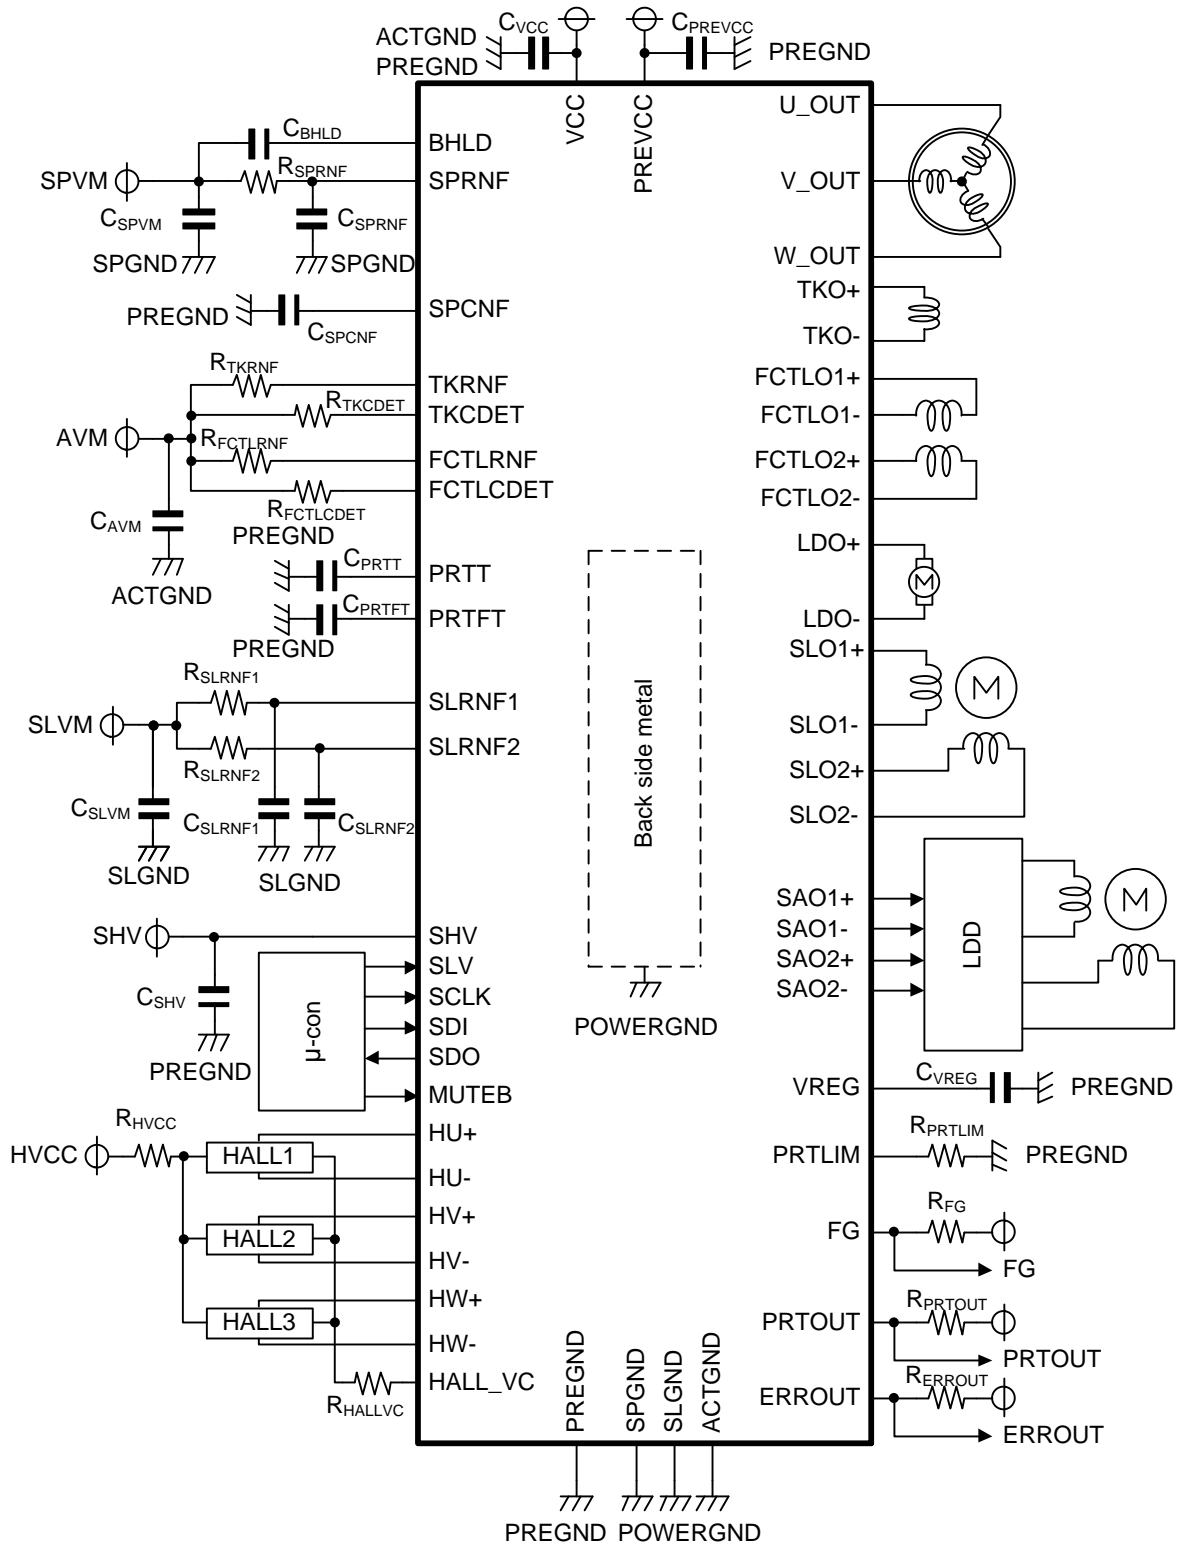 CVCC
CPREVCC
ACTGND
PREGND
PREGND
VCC
PREVCC
CBHLD
BHLD
RSPRNF
SPVM
SPRNF
CSPVM
CSPRNF
SPGND
SPGND
PREGND
CSPCNF
SPCNF
RTKRNF
TKRNF
RTKCDET
TKCDET
AVM
RFCTLRNF
FCTLRNF
FCTLCDET
RFCTLCDET
CAVM
ACTGND
PREGND
CPRTT
PRTT
CPRTFT
PRTFT
PREGND
RSLRNF1
SLRNF1
SLVM
SLRNF2
RSLRNF2
CSLVM
CSLRNF1
CSLRNF2
SLGND
SLGND
SHV
SHV
CSHV
PREGND
µ-con
SLV
SCLK
SDI
SDO
MUTEB
RHVCC
HVCC
HALL1
HU+
HU-
HALL2
HV+
HV-
HALL3
HW+
HW-
HALL_VC
RHALLVC
Back side metal
POWERGND
U_OUT
V_OUT
W_OUT
TKO+
TKO-
FCTLO1+
FCTLO1-
FCTLO2+
FCTLO2-
LDO+
M
LDO-
SLO1+
M
SLO1-
SLO2+
SLO2-
SAO1+
SAO1-
SAO2+
SAO2-
LDD
M
VREG
CVREG
PREGND
PRTLIM
RPRTLIM
PREGND
FG
RFG
FG
PRTOUT
RPRTOUT
PRTOUT
ERROUT
RERROUT
ERROUT
PREGND
SPGND
SLGND
ACTGND
PREGND
POWERGND